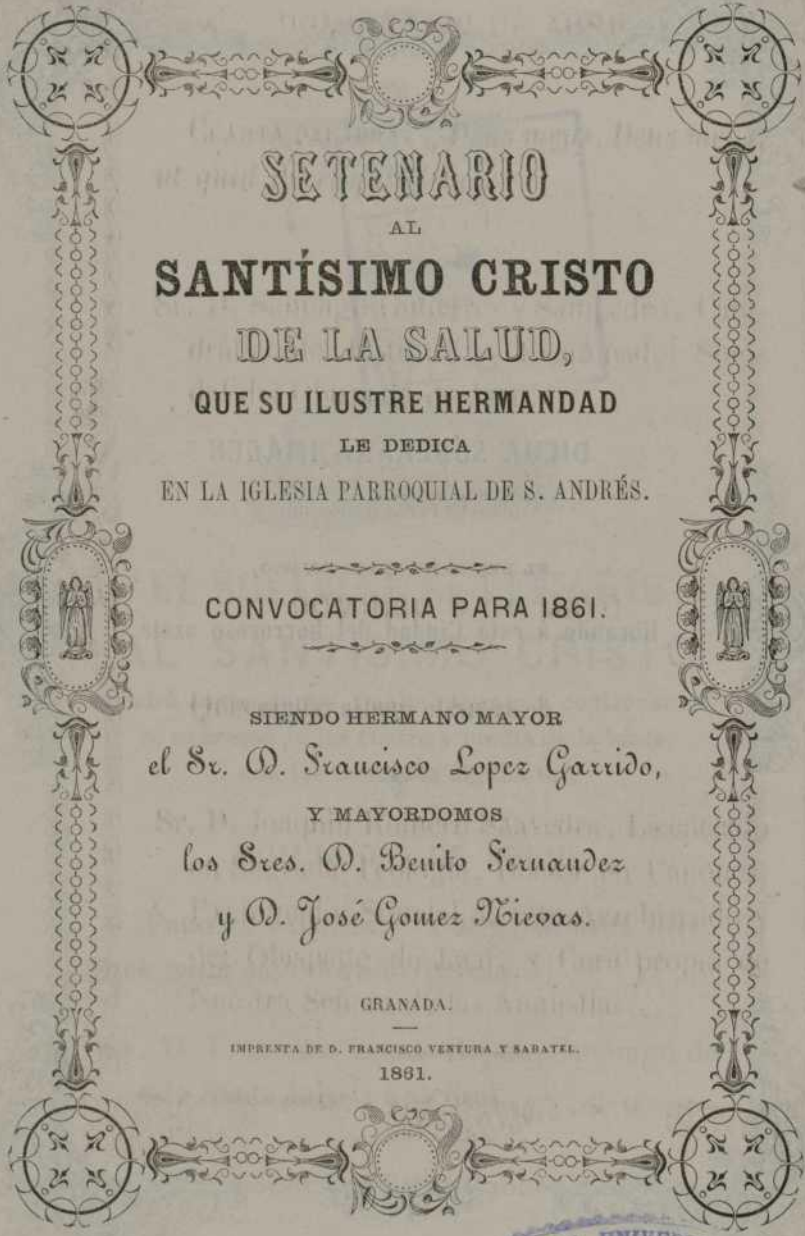 SETENARIO
AL
SANTÍSIMO CRISTO
DE LA SALUD,
QUE SU ILUSTRE HERMANDAD
LE DEDICA
EN LA IGLESIA PARROQUIAL DE S. ANDRÉS.
CONVOCATORIA PARA 1861.
SIENDO HERMANO MAYOR
el Sr. D. Francisco Lopez Garrido,
Y MAYORDOMOS
los Sres. D. Benito Fernandez
y D. José Gomez Nievas.
GRANADA.
IMPRENTA DE D. FRANCISCO VENTURA Y SABATEL.
1861.